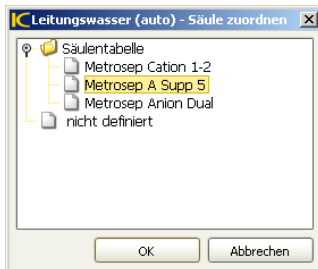 Leitungswasser (auto) - Säule zuordnen
Säulentabelle
Metrosep Cation 1-2
Metrosep A Supp 5
Metrosep Anion Dual
nicht definiert
OK
Abbrechen